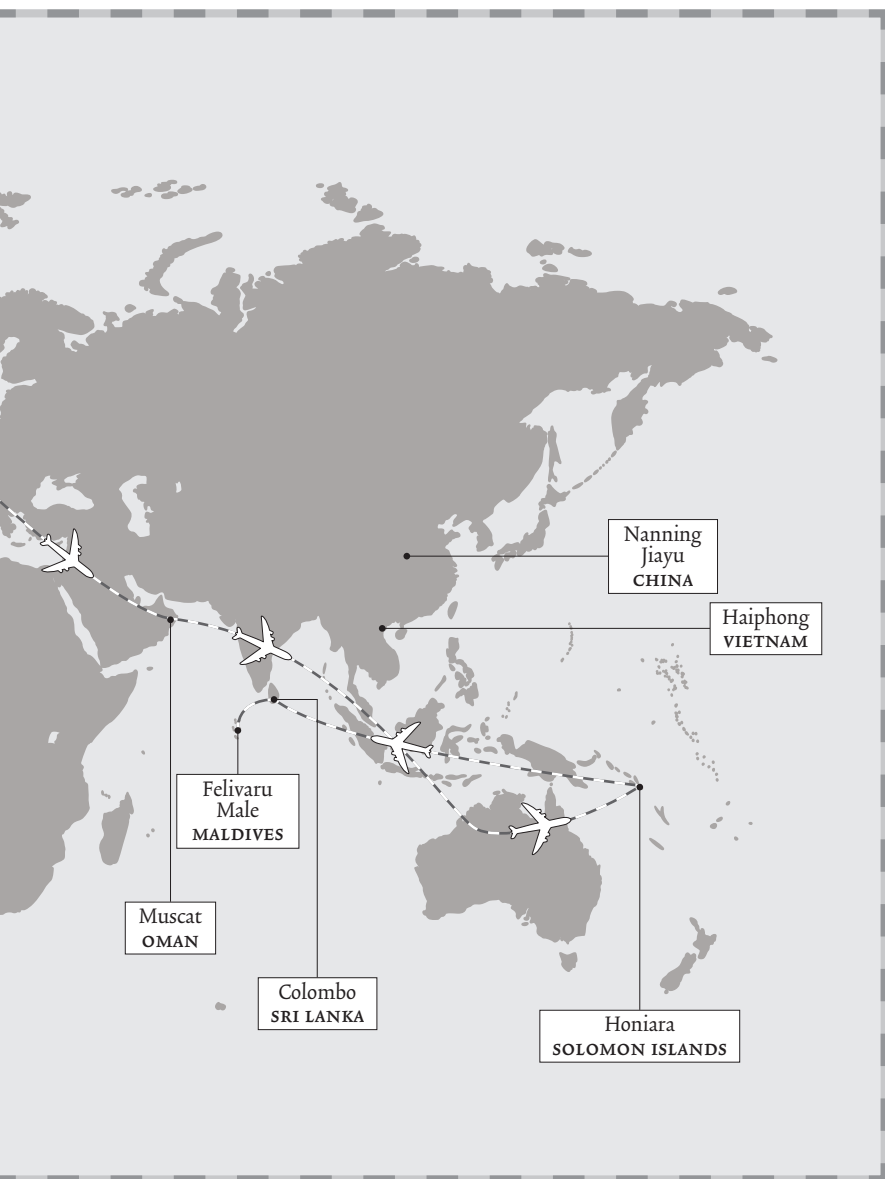 Nanning
Jiayu
CHINA
Haiphong
VIETNAM
Felivaru
Male
MALDIVES
Muscat
OMAN
Colombo
SRI LANKA
Honiara
SOLOMON ISLANDS